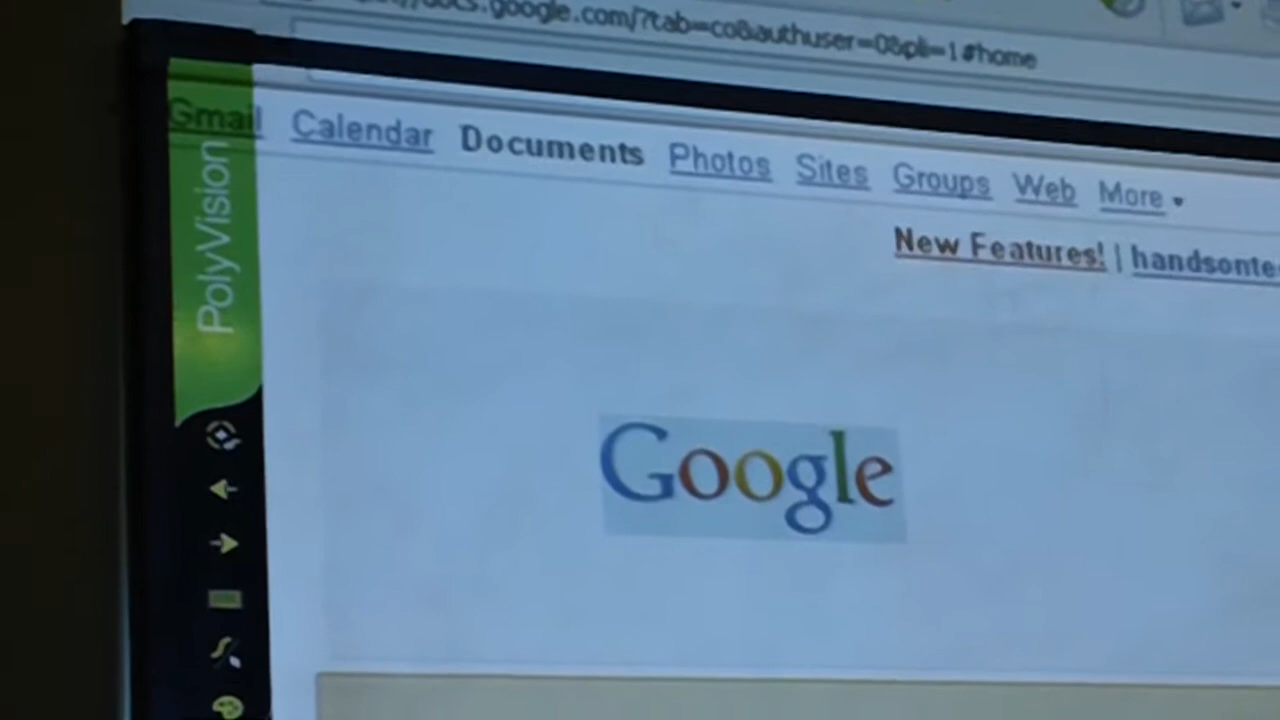 docs.google.com/?tab=co&authuser=0&pli=1#home
Gmail Calendar Documents Photos Sites Groups Web More
New Features! |
PolyVision
Google